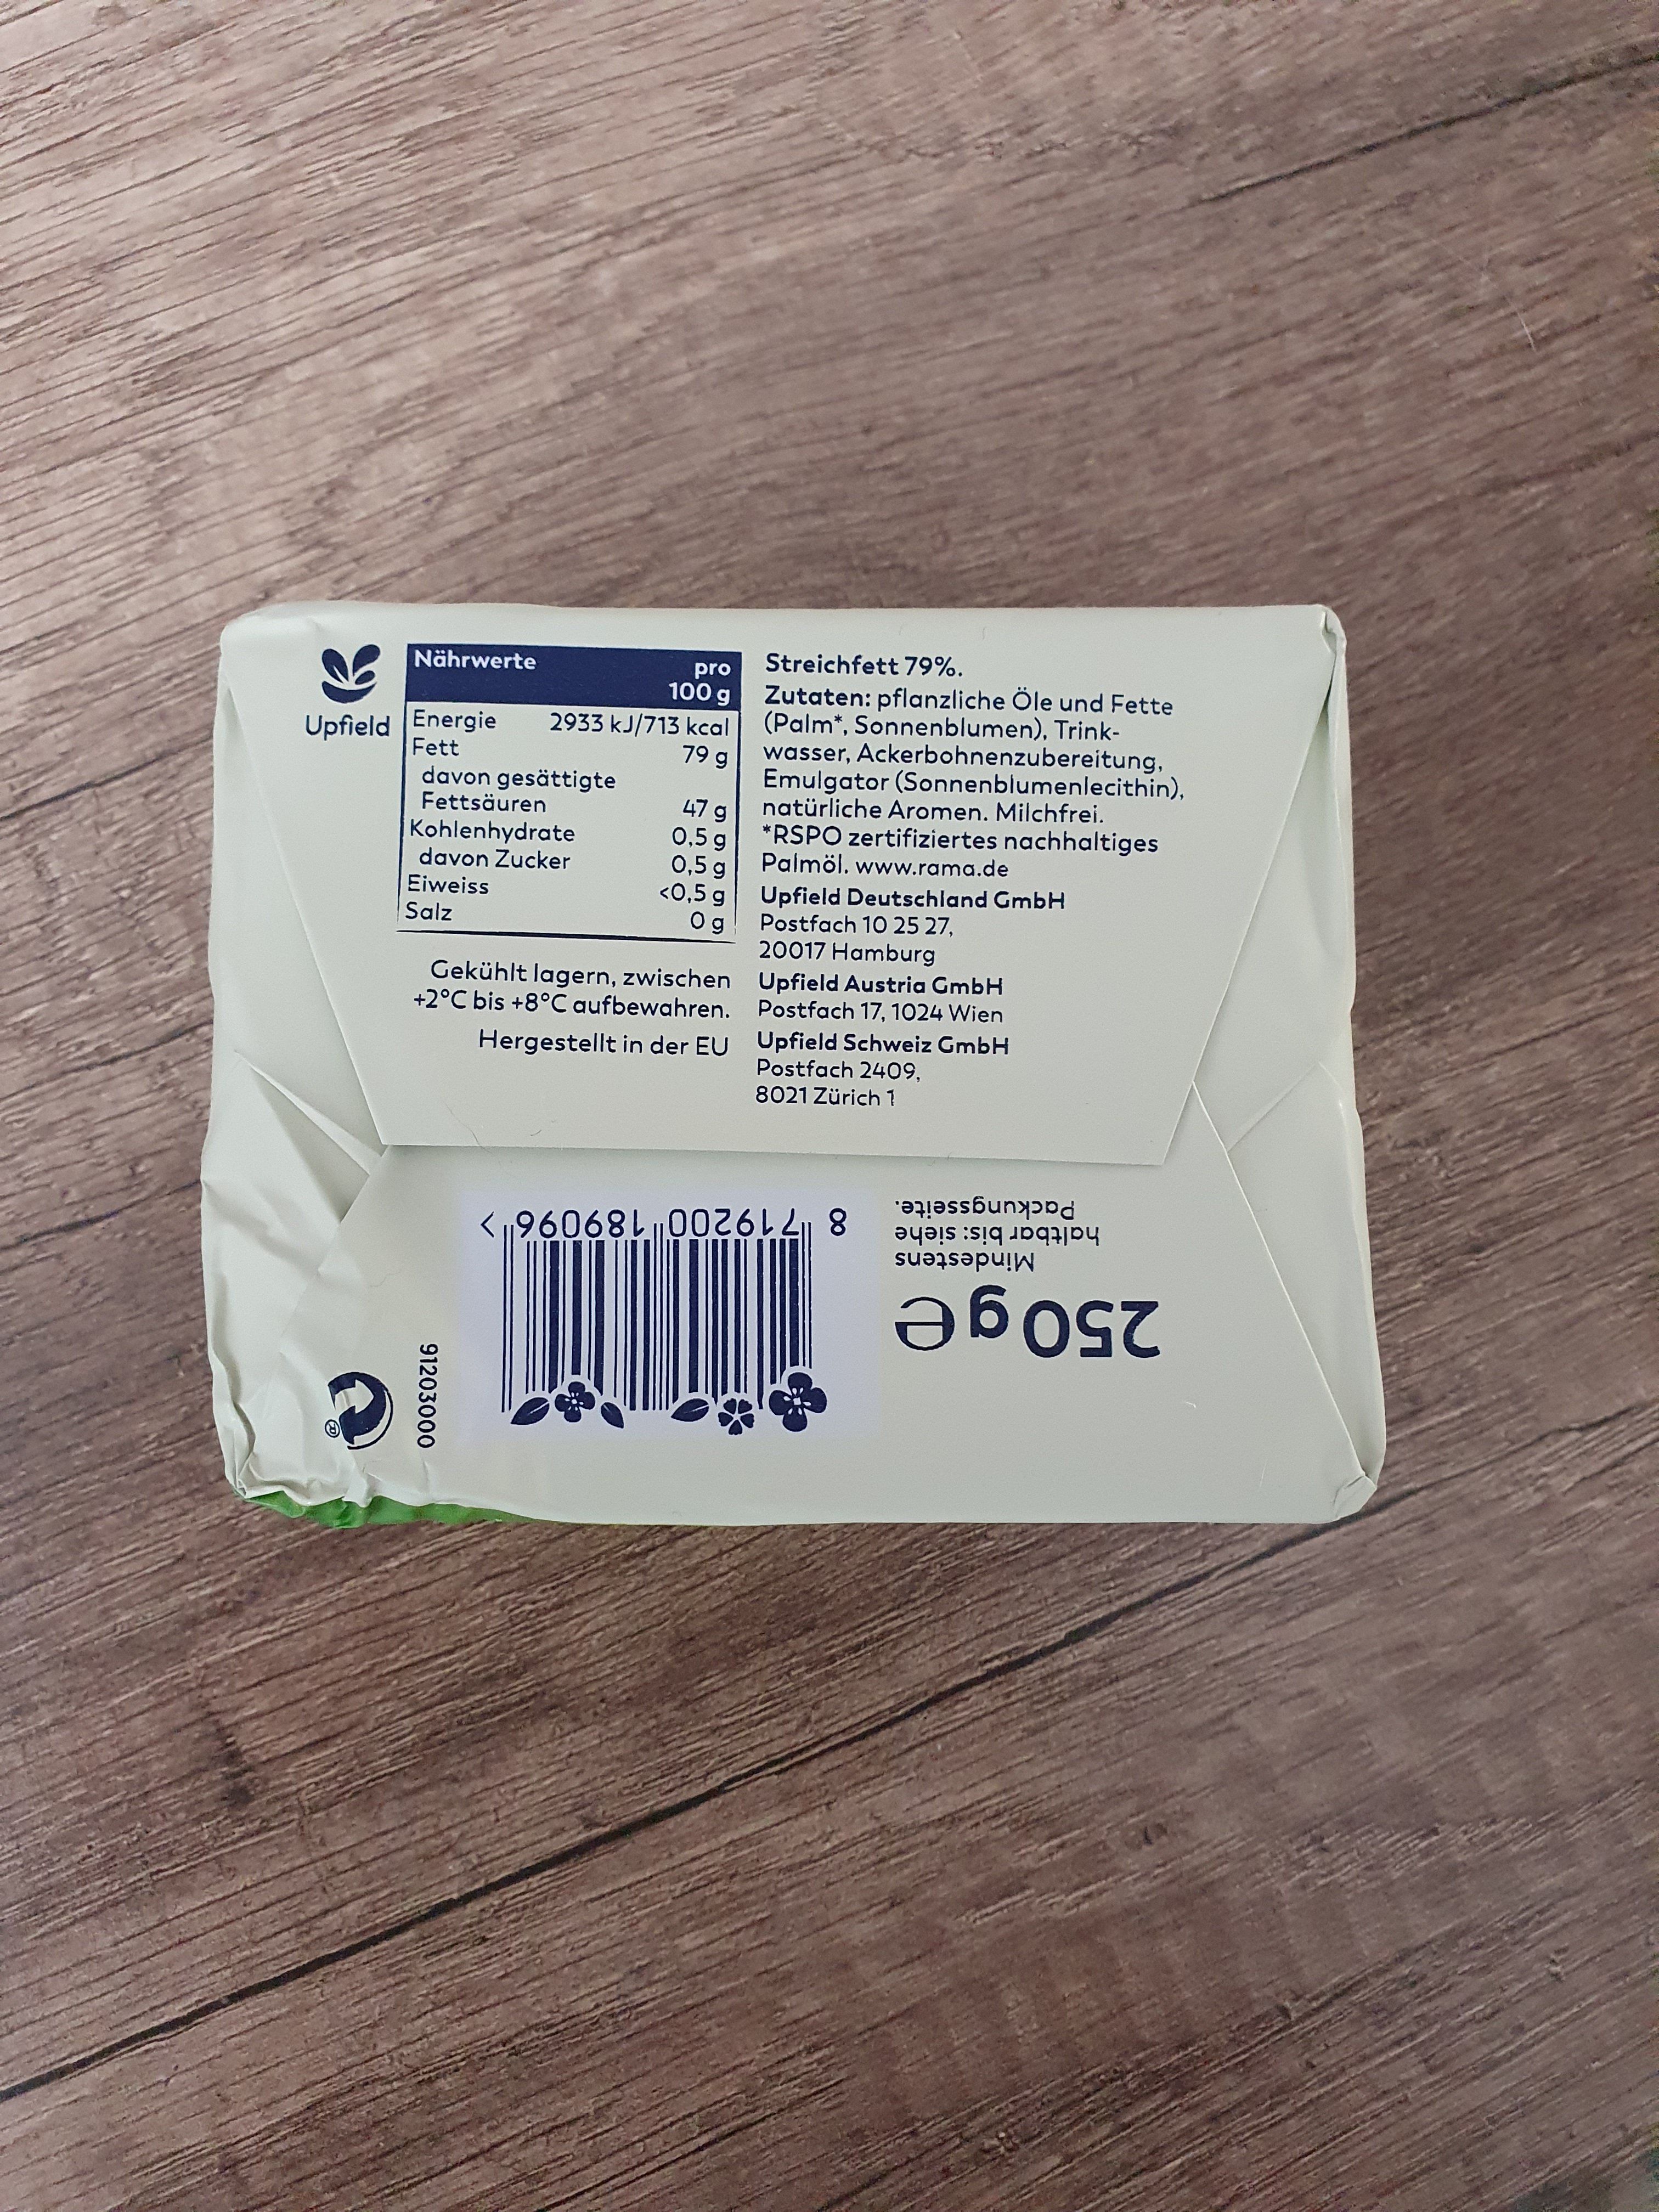 Upfield
Nährwerte pro
100 g
Energie 2933 kJ/713 kcal
Fett 79 g
davon gesättigte
Fettsäuren 47 g
Kohlenhydrate 0,5 g
davon Zucker 0,5 g
Eiweiss <0,5 g
Salz 0 g
Gekühlt lagern, zwischen
+2°C bis +8°C aufbewahren.
Hergestellt in der EU
Streichfett 79%.
Zutaten: pflanzliche Öle und Fette
(Palm*, Sonnenblumen), Trink-
wasser, Ackerbohnenzubereitung,
Emulgator (Sonnenblumenlecithin),
natürliche Aromen. Milchfrei.
*RSPO zertifiziertes nachhaltiges
Palmöl. www.rama.de
Upfield Deutschland GmbH
Postfach 10 25 27,
20017 Hamburg
Upfield Austria GmbH
Postfach 17, 1024 Wien
Upfield Schweiz GmbH
Postfach 2409,
8021 Zürich 1
250 g e
Mindestens
haltbar bis: siehe
Packungsseite.
8 719200 189096 >
91203000
®